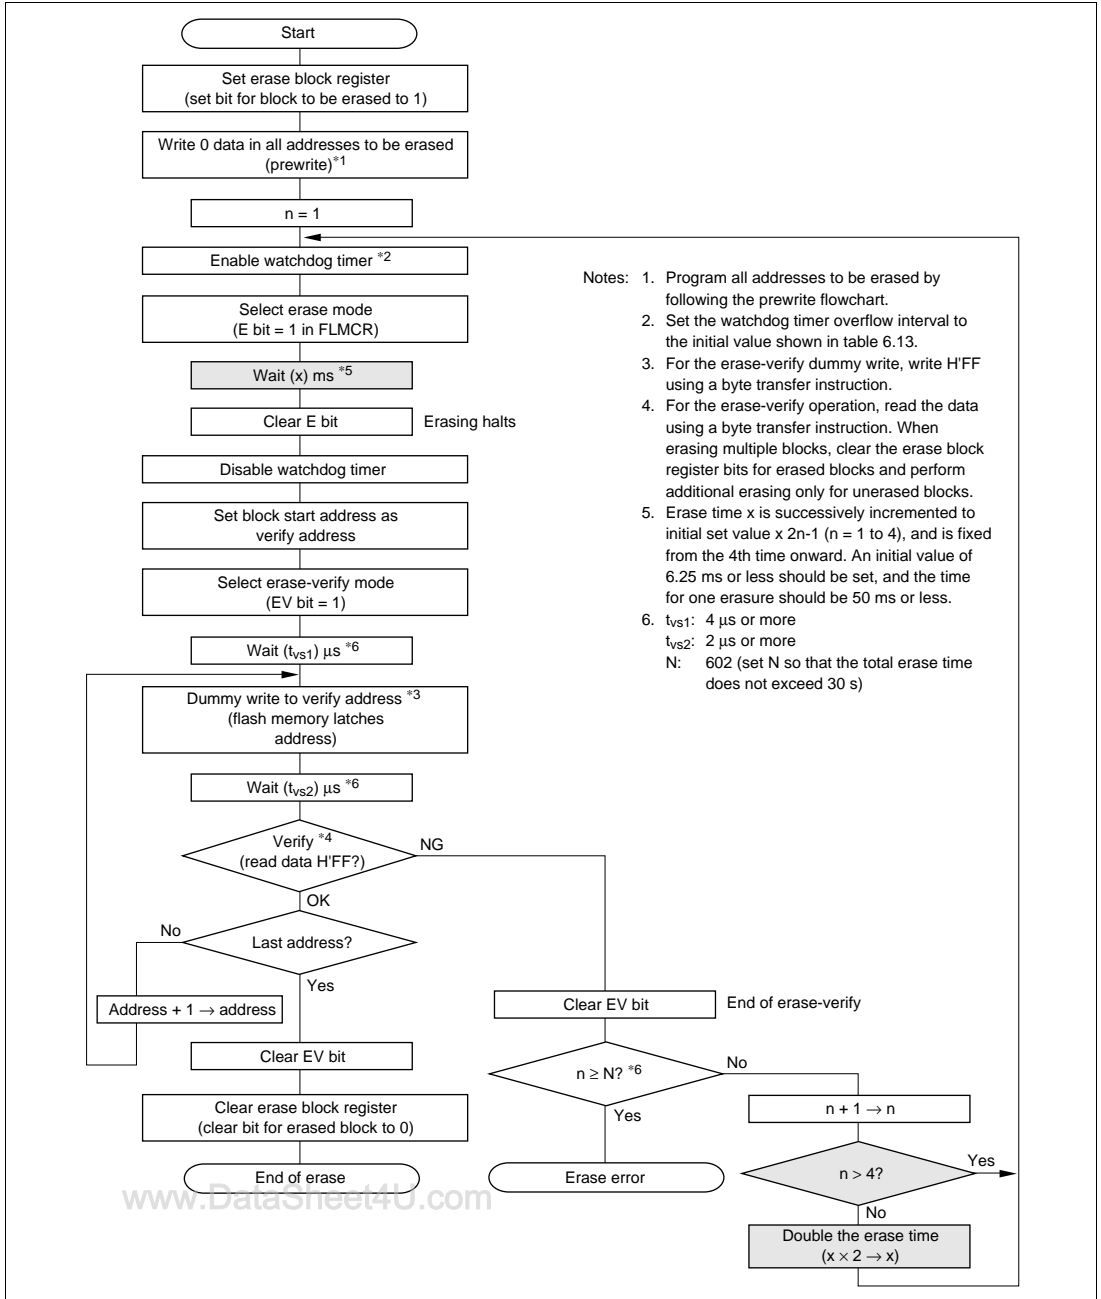 Start
Set erase block register
(set bit for block to be erased to 1)
Write 0 data in all addresses to be erased
(prewrite)*1
n = 1
Enable watchdog timer *2
Select erase mode
(E bit = 1 in FLMCR)
Wait (x) ms *5
Clear E bit
Erasing halts
Disable watchdog timer
Set block start address as
verify address
Select erase-verify mode
(EV bit = 1)
Wait (tvs1) μs *6
Dummy write to verify address *3
(flash memory latches
address)
Wait (tvs2) μs *6
Verify *4
(read data H'FF?)
NG
OK
No
Last address?
Yes
Address + 1 → address
Clear EV bit
Clear erase block register
(clear bit for erased block to 0)
End of erase
Clear EV bit
End of erase-verify
n ≥ N? *6
No
Yes
Erase error
n + 1 → n
n > 4?
Yes
No
Double the erase time
(x × 2 → x)
Notes: 1. Program all addresses to be erased by
following the prewrite flowchart.
2. Set the watchdog timer overflow interval to
the initial value shown in table 6.13.
3. For the erase-verify dummy write, write H'FF
using a byte transfer instruction.
4. For the erase-verify operation, read the data
using a byte transfer instruction. When
erasing multiple blocks, clear the erase block
register bits for erased blocks and perform
additional erasing only for unerased blocks.
5. Erase time x is successively incremented to
initial set value x 2n-1 (n = 1 to 4), and is fixed
from the 4th time onward. An initial value of
6.25 ms or less should be set, and the time
for one erasure should be 50 ms or less.
6. tvs1: 4 μs or more
tvs2: 2 μs or more
N: 602 (set N so that the total erase time
does not exceed 30 s)
www.DataSheet4U.com